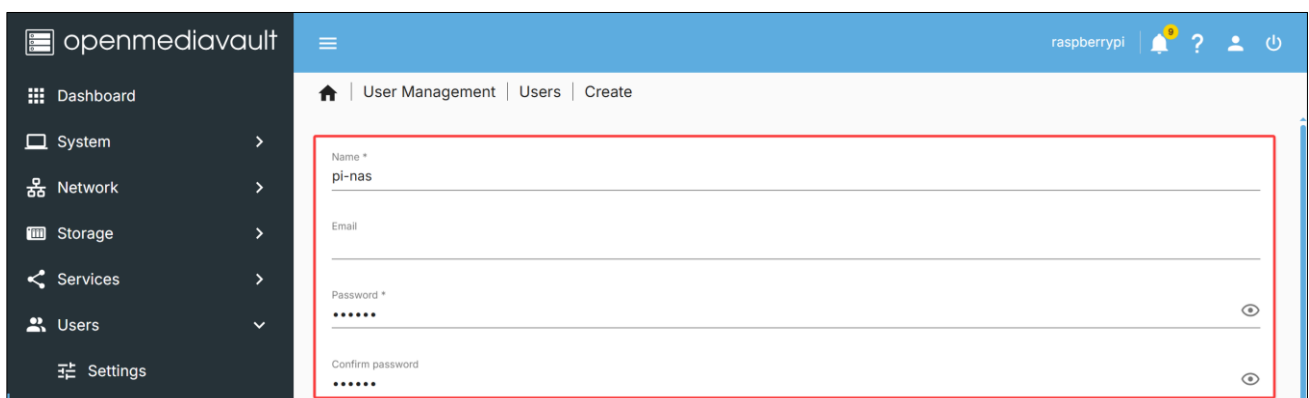 openmediavault
raspberrypi
9
?
Dashboard
System
Network
Storage
Services
Users
Settings
User Management | Users | Create
Name *
pi-nas
Email
Password *
••••••
Confirm password
••••••